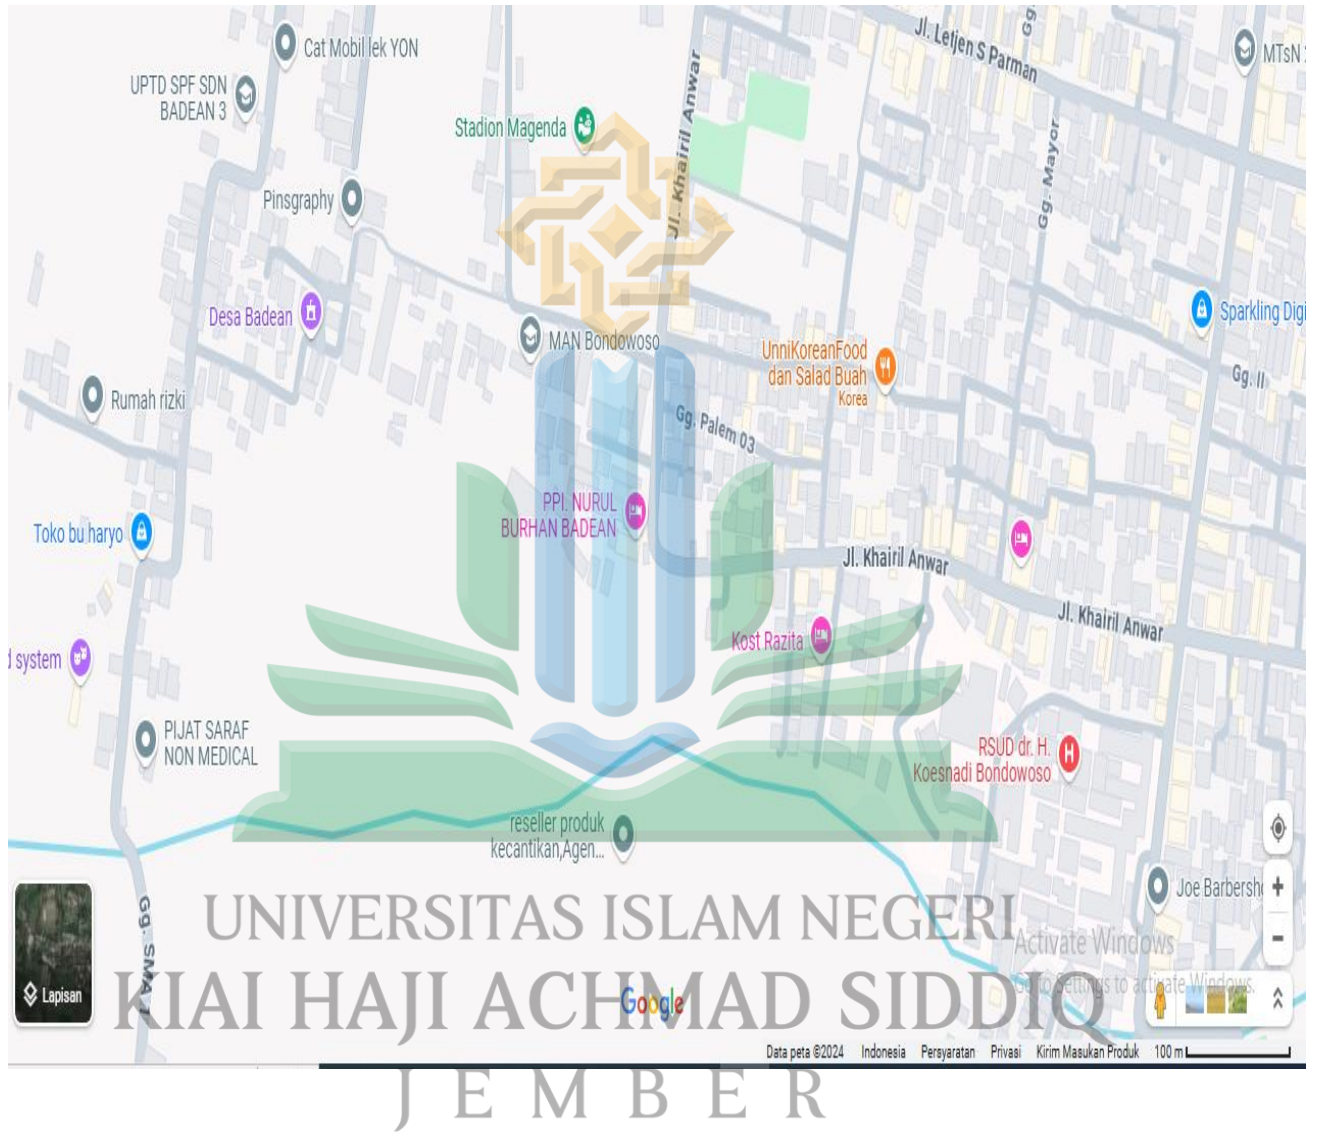 Cat Mobil lek YON
Jl. Letjen S Parman
Gg.
MTsN
UPTD SPF SDN
BADEAN 3
Stadion Magenda
Jl. Khairil Anwar
Gg. Mayor
Pinsgraphy
Desa Badean
MAN Bondowoso
Sparkling Digi
UnniKoreanFood
dan Salad Buah
Korea
Gg. II
Rumah rizki
Gg. Palem 03
PPI. NURUL
BURHAN BADEAN
Toko bu haryo
Jl. Khairil Anwar
Jl. Khairil Anwar
Kost Razita
system
PIJAT SARAF
NON MEDICAL
RSUD dr. H.
Koesnadi Bondowoso
reseller produk
kecantikan,Agen...
Joe Barbersh
Gg. SMA 1
UNIVERSITAS ISLAM NEGERI
Activate Windows
Go to Settings to activate Windows.
Lapisan
KIAI HAJI ACHMAD SIDDIQ
Google
Data peta ©2024 Indonesia Persyaratan Privasi Kirim Masukan Produk 100 m
JEMBER